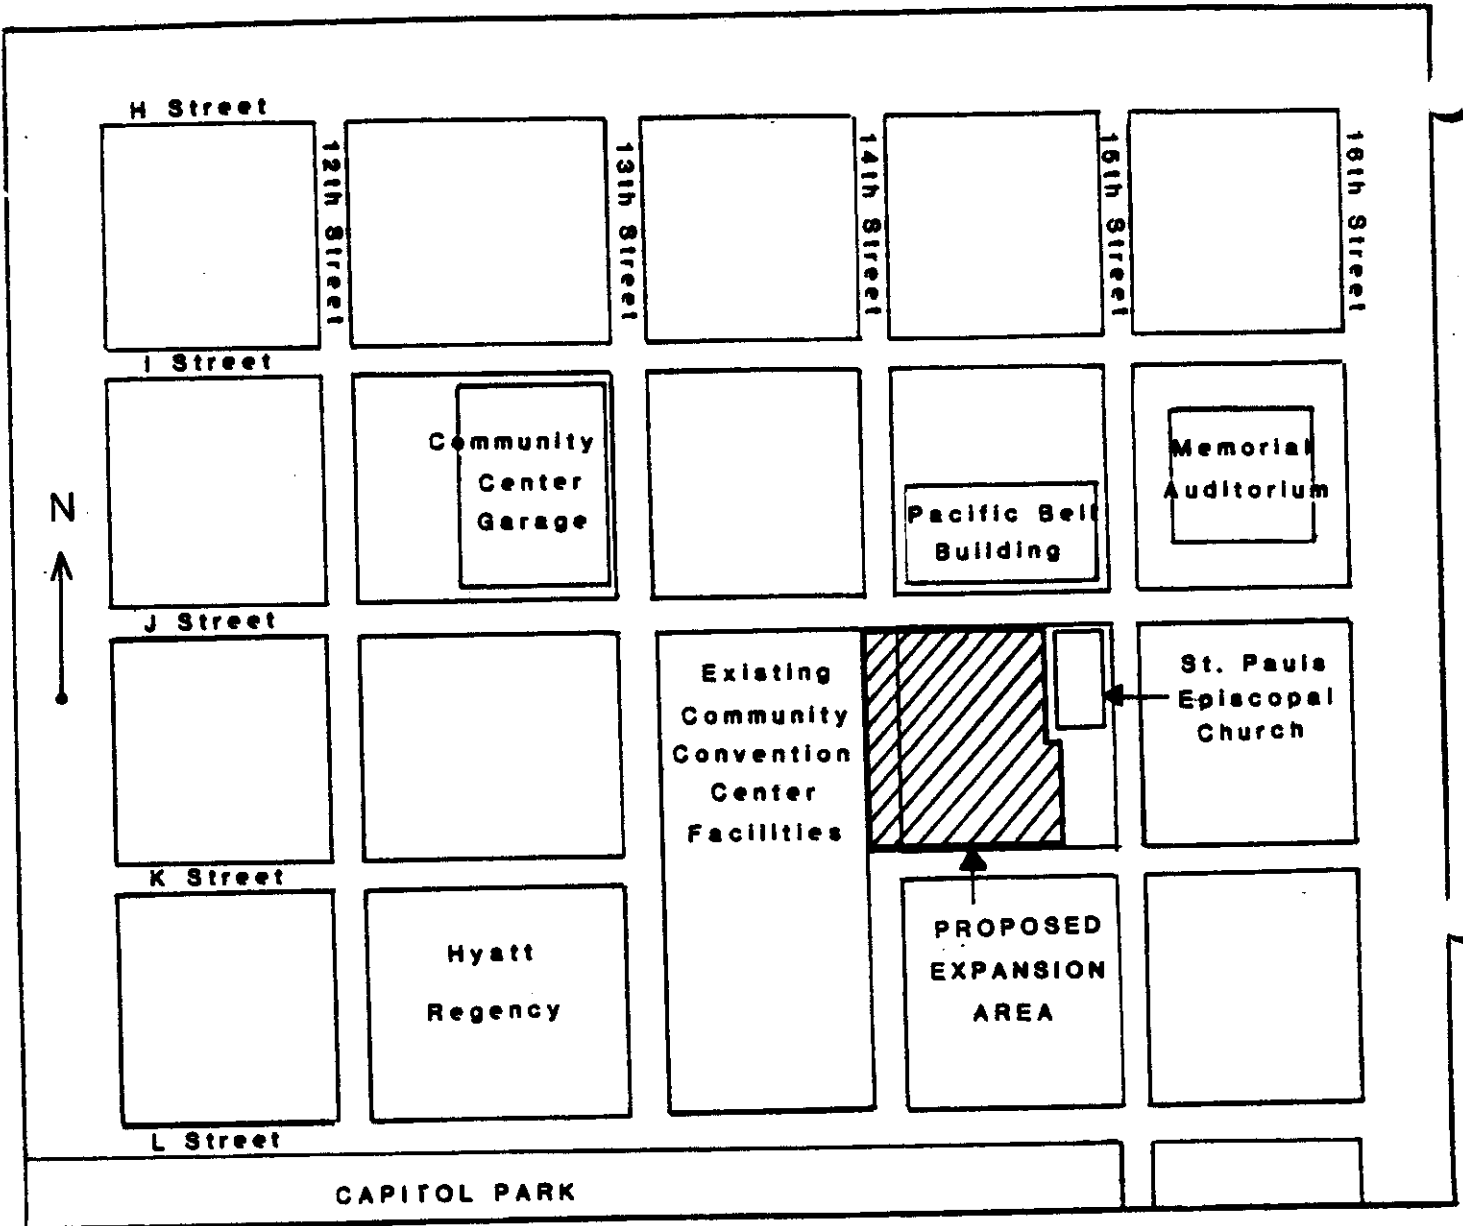 H Street
12th Street
13th Street
14th Street
15th Street
16th Street
I Street
Community
Center
Garage
Memorial
Auditorium
Pacific Bell
Building
N
J Street
Existing
Community
Convention
Center
Facilities
St. Pauls
Episcopal
Church
K Street
Hyatt
Regency
PROPOSED
EXPANSION
AREA
L Street
CAPITOL PARK